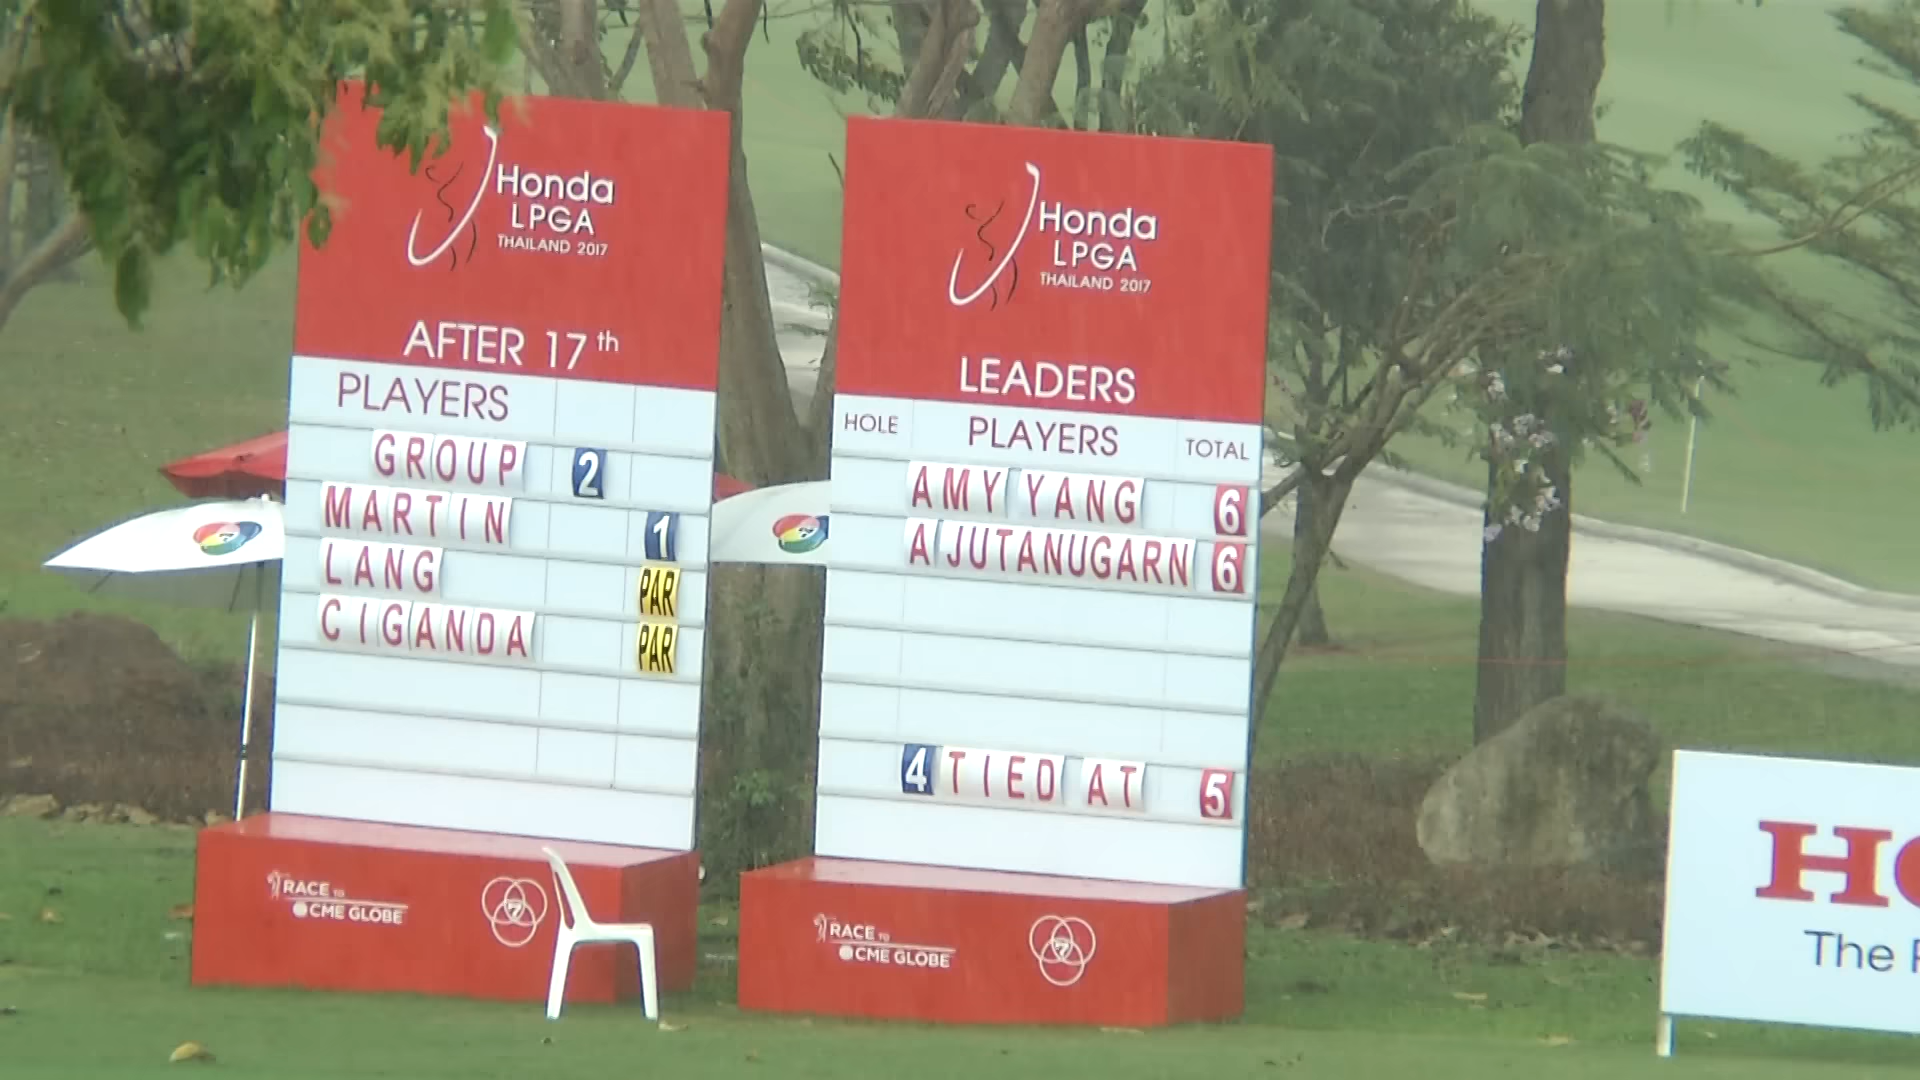 Honda
LPGA
THAILAND 2017
AFTER 17th
PLAYERS
GROUP 2
MARTIN 1
LANG PAR
CIGANDA PAR
RACE TO
CME GLOBE
7
Honda
LPGA
THAILAND 2017
LEADERS
HOLE PLAYERS TOTAL
AMY YANG 6
A JUTANUGARN 6
4 TIED AT 5
RACE TO
CME GLOBE
7
The